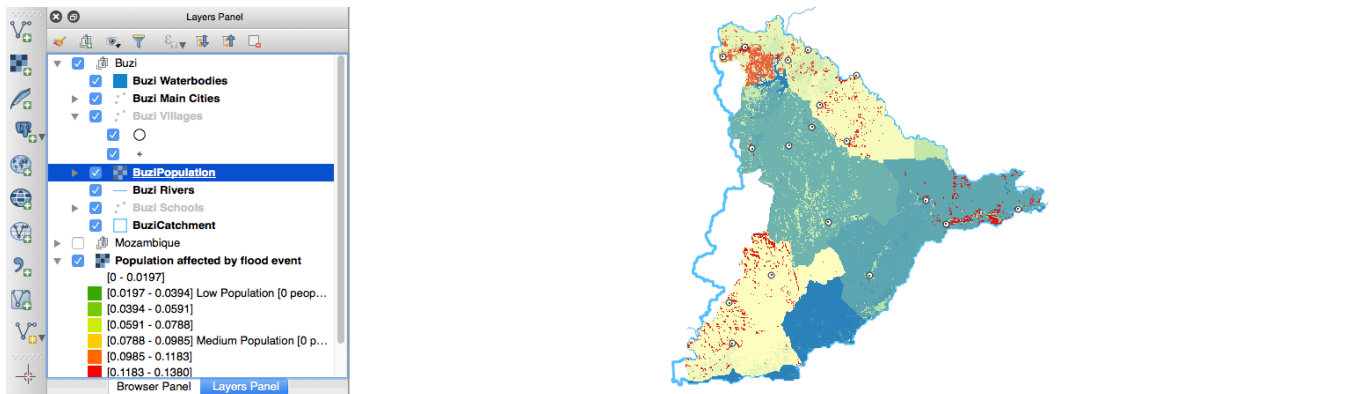 Layers Panel
Buzi
Buzi Waterbodies
Buzi Main Cities
Buzi Villages
BuziPopulation
Buzi Rivers
Buzi Schools
BuziCatchment
Mozambique
Population affected by flood event
[0 - 0.0197]
[0.0197 - 0.0394] Low Population [0 peop...
[0.0394 - 0.0591]
[0.0591 - 0.0788]
[0.0788 - 0.0985] Medium Population [0 p...
[0.0985 - 0.1183]
[0.1183 - 0.1380]
Browser Panel Layers Panel